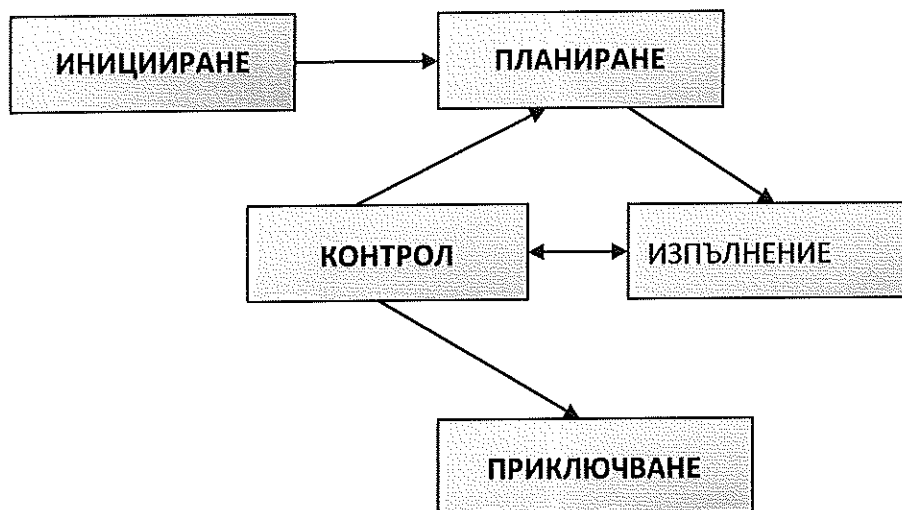 ИНИЦИИРАНЕ
ПЛАНИРАНЕ
КОНТРОЛ
ИЗПЪЛНЕНИЕ
ПРИКЛЮЧВАНЕ